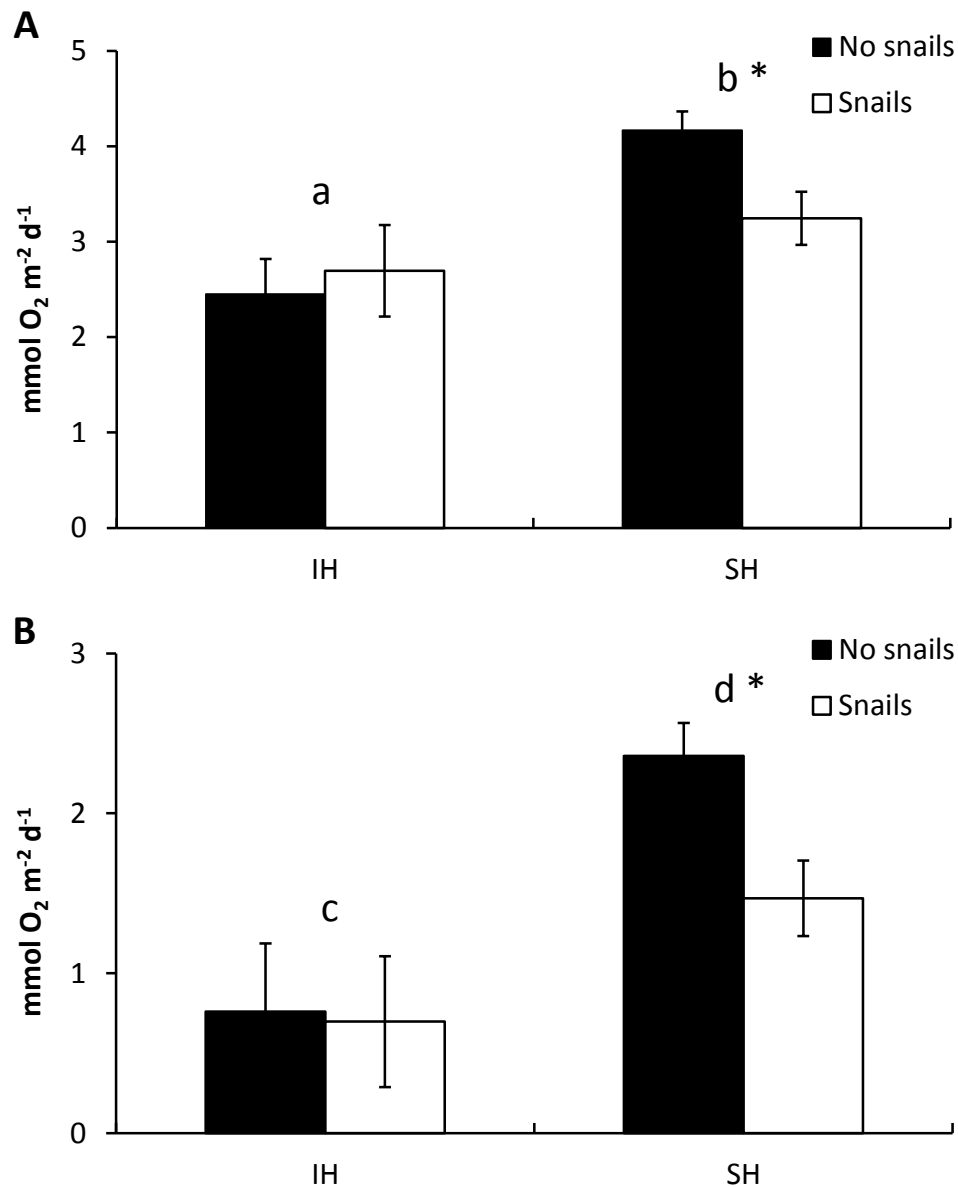 A
No snails
Snails
b *
a
5
4
3
2
1
0
mmol O₂ m⁻² d⁻¹
IH SH
B
No snails
Snails
d *
c
3
2
1
0
mmol O₂ m⁻² d⁻¹
IH SH